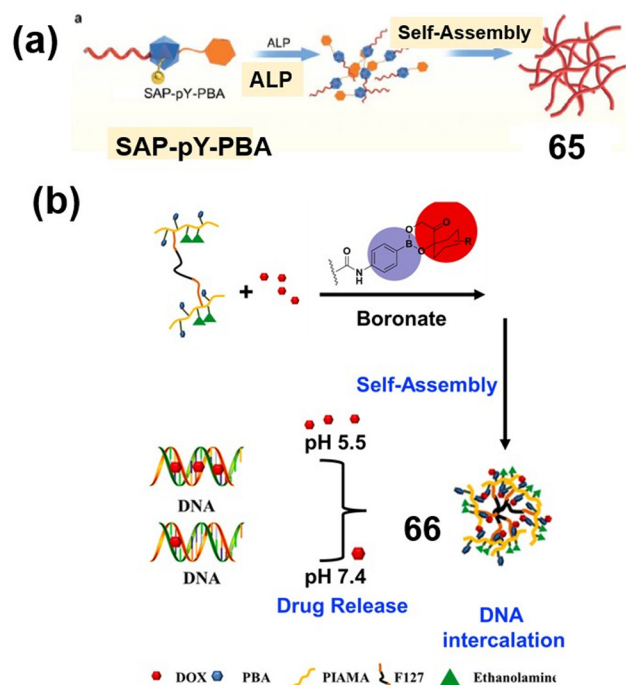 (a)
a
SAP-pY-PBA
ALP
ALP
Self-Assembly
SAP-pY-PBA
65
(b)
+
O
N
H
B
O
O
O
R
Boronate
Self-Assembly
pH 5.5
DNA
66
DNA
pH 7.4
Drug Release
DNA
intercalation
DOX PBA PIAMA F127 Ethanolamine